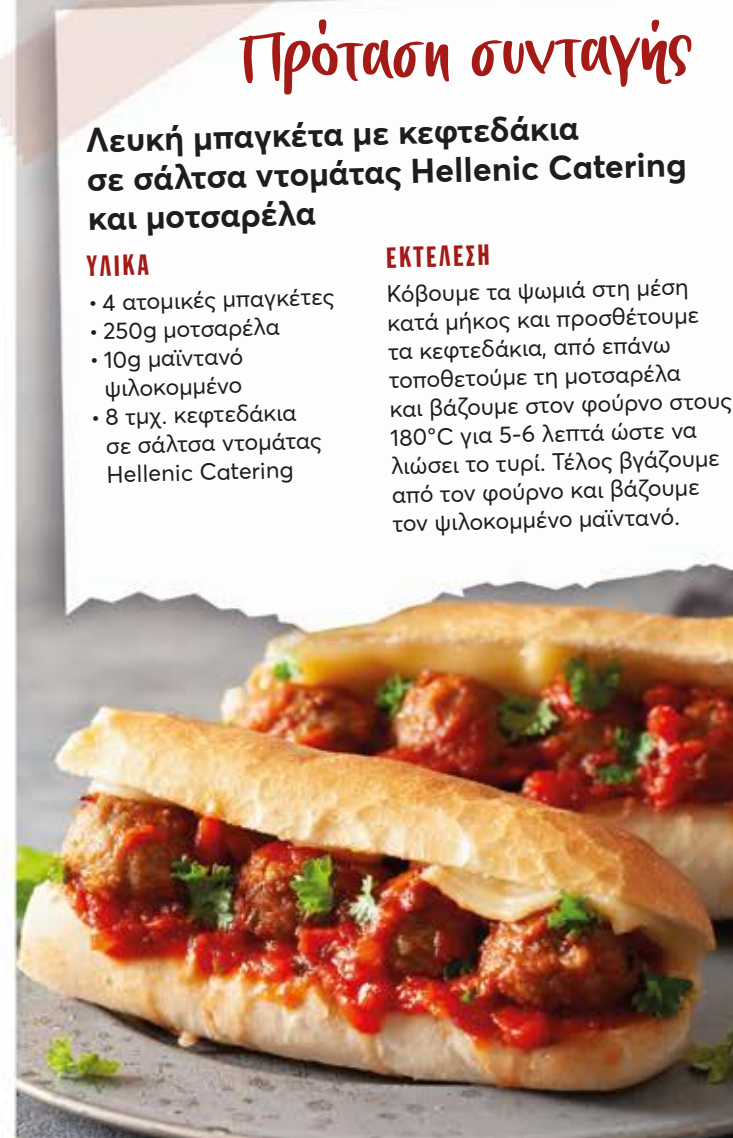 Πρόταση συνταγής
Λευκή μπαγκέτα με κεφτεδάκια
σε σάλτσα ντομάτας Hellenic Catering
και μοτσαρέλα
ΥΛΙΚΑ
• 4 ατομικές μπαγκέτες
• 250g μοτσαρέλα
• 10g μαϊντανό
ψιλοκομμένο
• 8 τμχ. κεφτεδάκια
σε σάλτσα ντομάτας
Hellenic Catering
ΕΚΤΕΛΕΣΗ
Κόβουμε τα ψωμιά στη μέση
κατά μήκος και προσθέτουμε
τα κεφτεδάκια, από επάνω
τοποθετούμε τη μοτσαρέλα
και βάζουμε στον φούρνο στους
180°C για 5-6 λεπτά ώστε να
λιώσει το τυρί. Τέλος βγάζουμε
από τον φούρνο και βάζουμε
τον ψιλοκομμένο μαϊντανό.